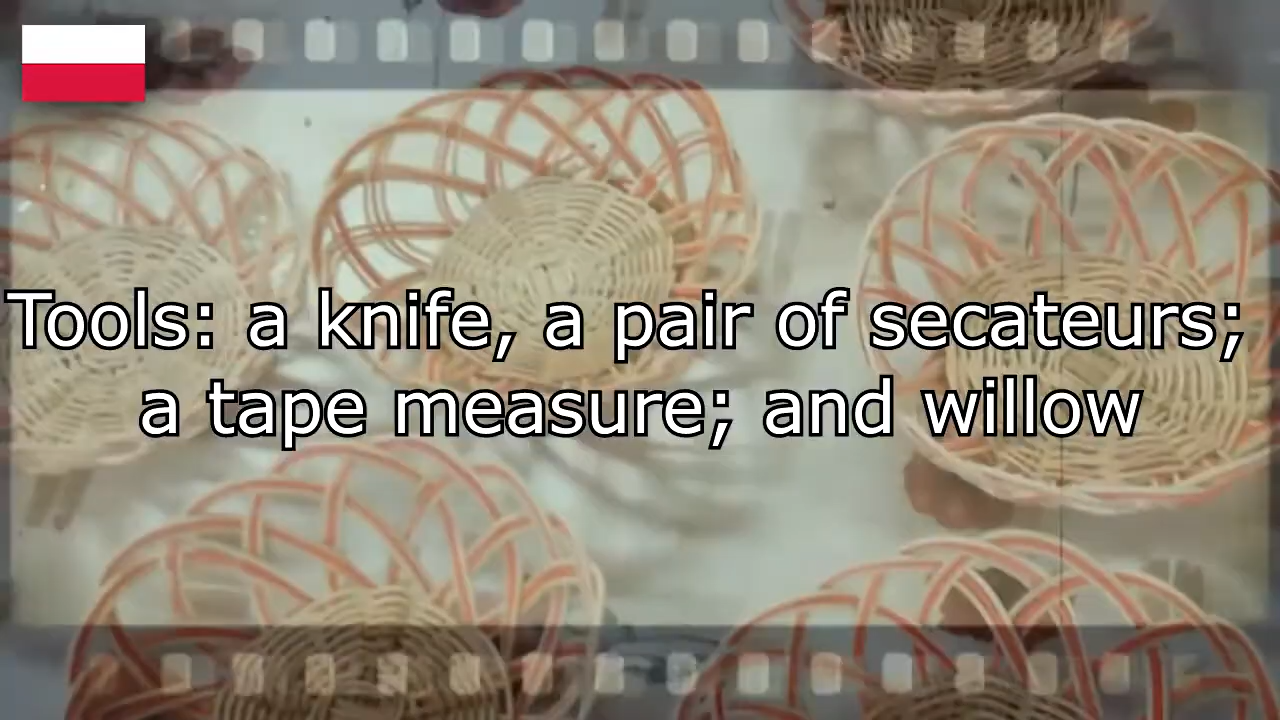 Tools: a knife, a pair of secateurs;
a tape measure; and willow